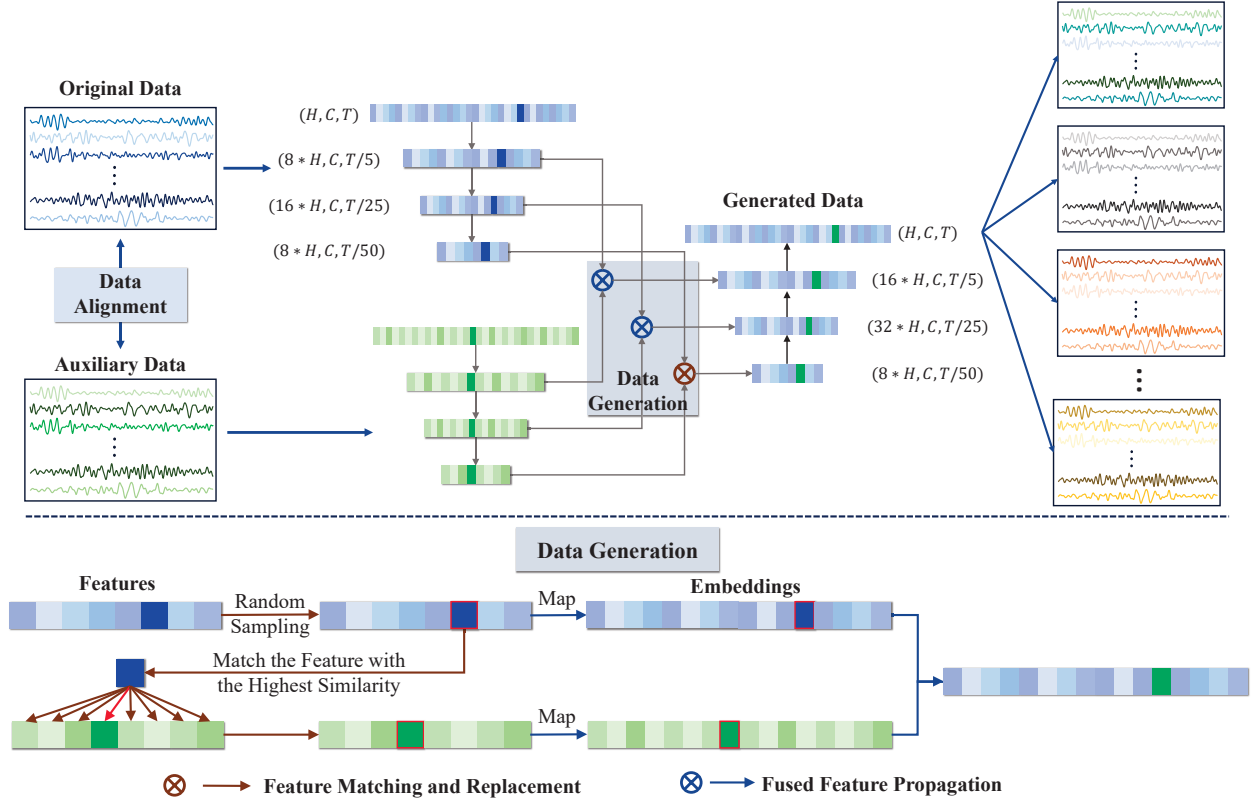 Original Data
Data
Alignment
Auxiliary Data
(H, C, T)
(8 * H, C, T/5)
(16 * H, C, T/25)
(8 * H, C, T/50)
Data
Generation
Generated Data
(H, C, T)
(16 * H, C, T/5)
(32 * H, C, T/25)
(8 * H, C, T/50)
Data Generation
Features
Random
Sampling
Map
Embeddings
Match the Feature with
the Highest Similarity
Map
Feature Matching and Replacement
Fused Feature Propagation